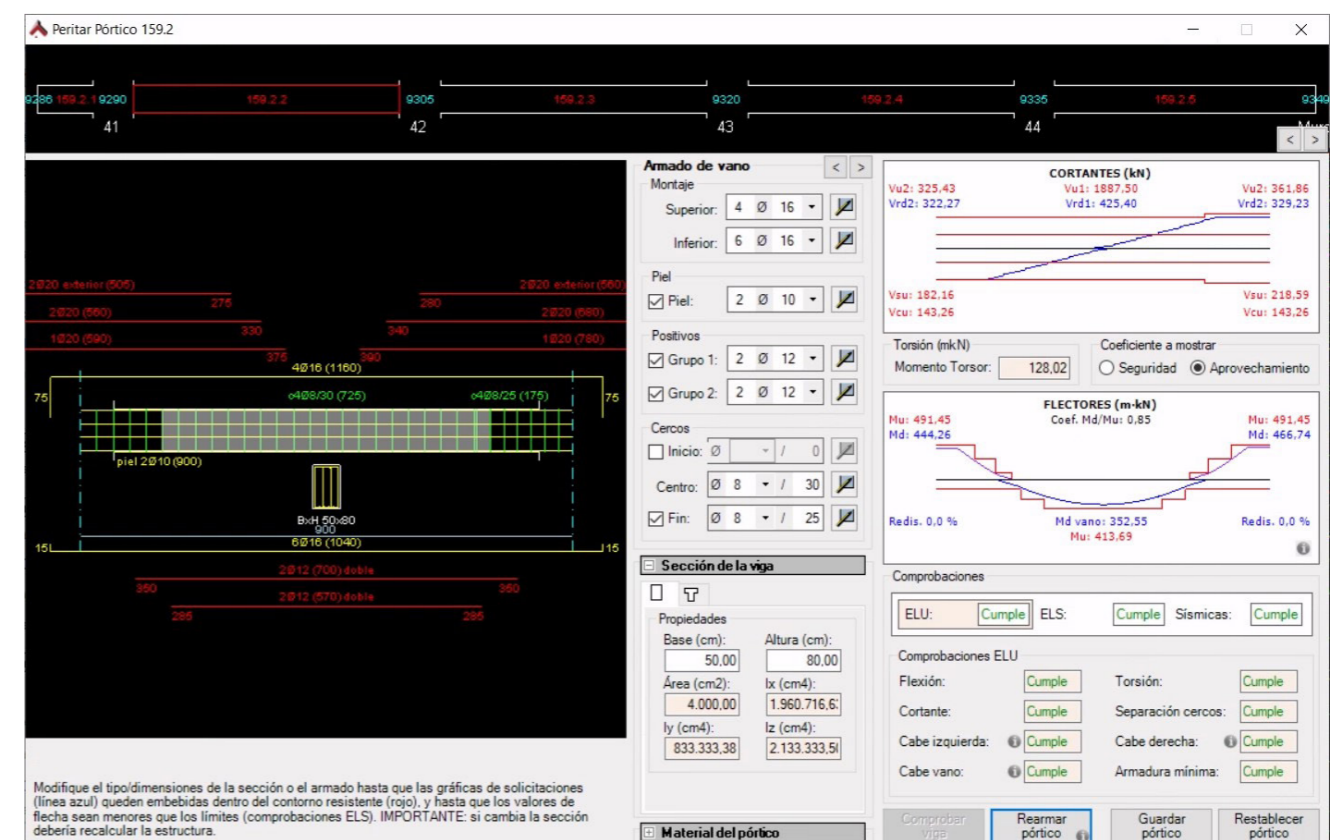 Peritar Pórtico 159.2
9286 159.2.1 9290 159.2.2 9305 159.2.3 9320 159.2.4 9335 159.2.5 9349
41 42 43 44
< >
2Ø20 exterior (505) 2Ø20 exterior (560)
275 280
2Ø20 (560) 2Ø20 (680)
330 340
1Ø20 (590) 1Ø20 (760)
375 390
4Ø16 (1160)
75 c4Ø8/30 (725) c4Ø8/25 (175) 75
piel 2Ø10 (900)
BxH 50x80
900
15 6Ø16 (1040) 15
2Ø12 (700) doble
350 350
2Ø12 (570) doble
285 285
Modifique el tipo/dimensiones de la sección o el armado hasta que las gráficas de solicitaciones
(línea azul) queden embebidas dentro del contorno resistente (rojo), y hasta que los valores de
flecha sean menores que los límites (comprobaciones ELS). IMPORTANTE: si cambia la sección
debería recalcular la estructura.
Armado de vano < >
Montaje
Superior: 4 Ø 16
Inferior: 6 Ø 16
Piel
Piel: 2 Ø 10
Positivos
Grupo 1: 2 Ø 12
Grupo 2: 2 Ø 12
Cercos
Inicio: Ø / 0
Centro: Ø 8 / 30
Fin: Ø 8 / 25
Sección de la viga
Propiedades
Base (cm): Altura (cm):
50,00 80,00
Área (cm2): Ix (cm4):
4.000,00 1.960.716,6
Iy (cm4): Iz (cm4):
833.333,38 2.133.333,5
Material del pórtico
CORTANTES (kN)
Vu2: 325,43 Vu1: 1887,50 Vu2: 361,86
Vrd2: 322,27 Vrd1: 425,40 Vrd2: 329,23
Vsu: 182,16 Vsu: 218,59
Vcu: 143,26 Vcu: 143,26
Torsión (mkN) Coeficiente a mostrar
Momento Torsor: 128,02 Seguridad Aprovechamiento
FLECTORES (m·kN)
Mu: 491,45 Coef. Md/Mu: 0,85 Mu: 491,45
Md: 444,26 Md: 466,74
Redis. 0,0 % Md vano: 352,55 Redis. 0,0 %
Mu: 413,69
Comprobaciones
ELU: Cumple ELS: Cumple Sísmicas: Cumple
Comprobaciones ELU
Flexión: Cumple Torsión: Cumple
Cortante: Cumple Separación cercos: Cumple
Cabe izquierda: Cumple Cabe derecha: Cumple
Cabe vano: Cumple Armadura mínima: Cumple
Comprobar Rearmar Guardar Restablecer
viga pórtico pórtico pórtico